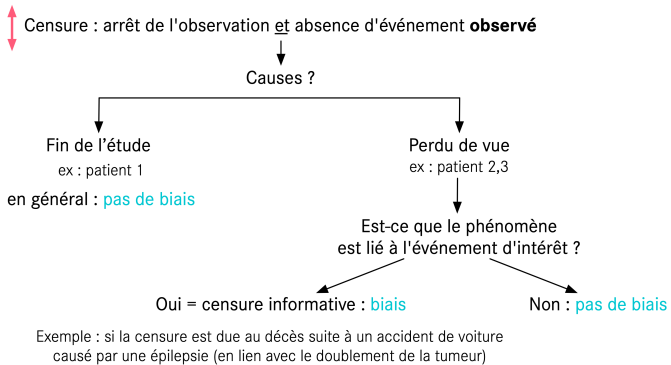 Censure : arrêt de l'observation et absence d'événement observé
Causes ?
Fin de l'étude
ex : patient 1
en général : pas de biais
Perdu de vue
ex : patient 2,3
Est-ce que le phénomène
est lié à l'événement d'intérêt ?
Oui = censure informative : biais
Non : pas de biais
Exemple : si la censure est due au décès suite à un accident de voiture
causé par une épilepsie (en lien avec le doublement de la tumeur)